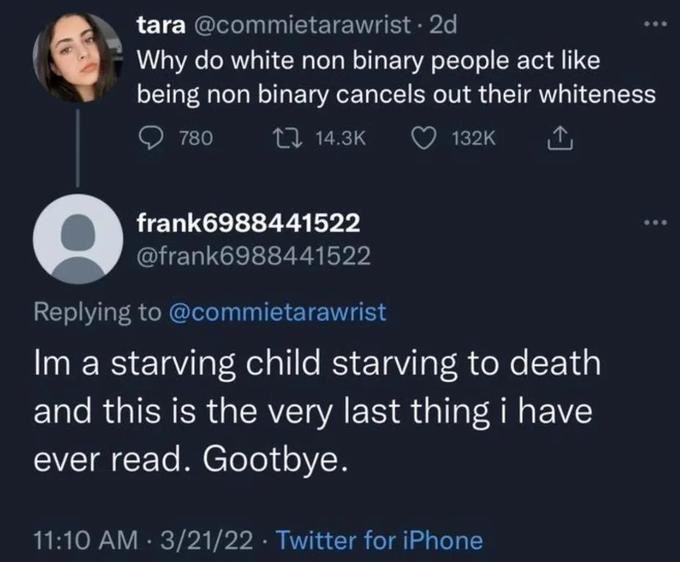 tara @commietarawrist · 2d
Why do white non binary people act like
being non binary cancels out their whiteness
780 14.3K 132K
frank6988441522
@frank6988441522
Replying to @commietarawrist
Im a starving child starving to death
and this is the very last thing i have
ever read. Gootbye.
11:10 AM · 3/21/22 · Twitter for iPhone